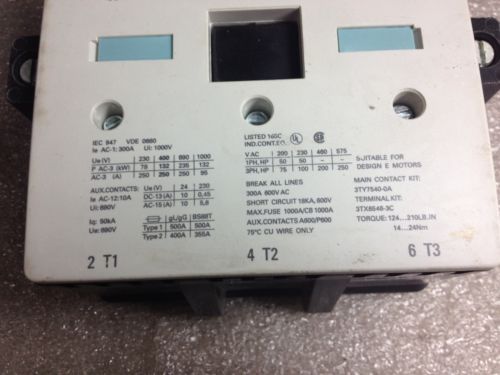 IEC 947 VDE 0660
Ie AC-1: 300A Ui: 1000V
Ue (V) 230 400 690 1000
P AC-3 (kW) 75 132 235 132
AC-3 (A) 250 250 250 95
AUX.CONTACTS:
Ie AC-12:10A
Ui: 690V
Ue (V) 24 230
DC-13 (A) 10 0,45
AC-15 (A) 10 5,6
Iq: 50kA
Ue: 690V
gL/gG BS88T
Type 1 500A 500A
Type 2 400A 355A
2 T1
LISTED 165C
IND.CONT.EQ. UL
V AC 200 230 460 575
1PH, HP 50 50 – –
3PH, HP 75 100 200 250
BREAK ALL LINES
300A 600V AC
SHORT CIRCUIT 18KA, 600V
MAX.FUSE 1000A/CB 1000A
AUX.CONTACTS A600/P600
75°C CU WIRE ONLY
4 T2
SUITABLE FOR
DESIGN E MOTORS
MAIN CONTACT KIT:
3TY7540-0A
TERMINAL KIT:
3TX6546-3C
TORQUE: 124...210LB.IN
14...24Nm
6 T3